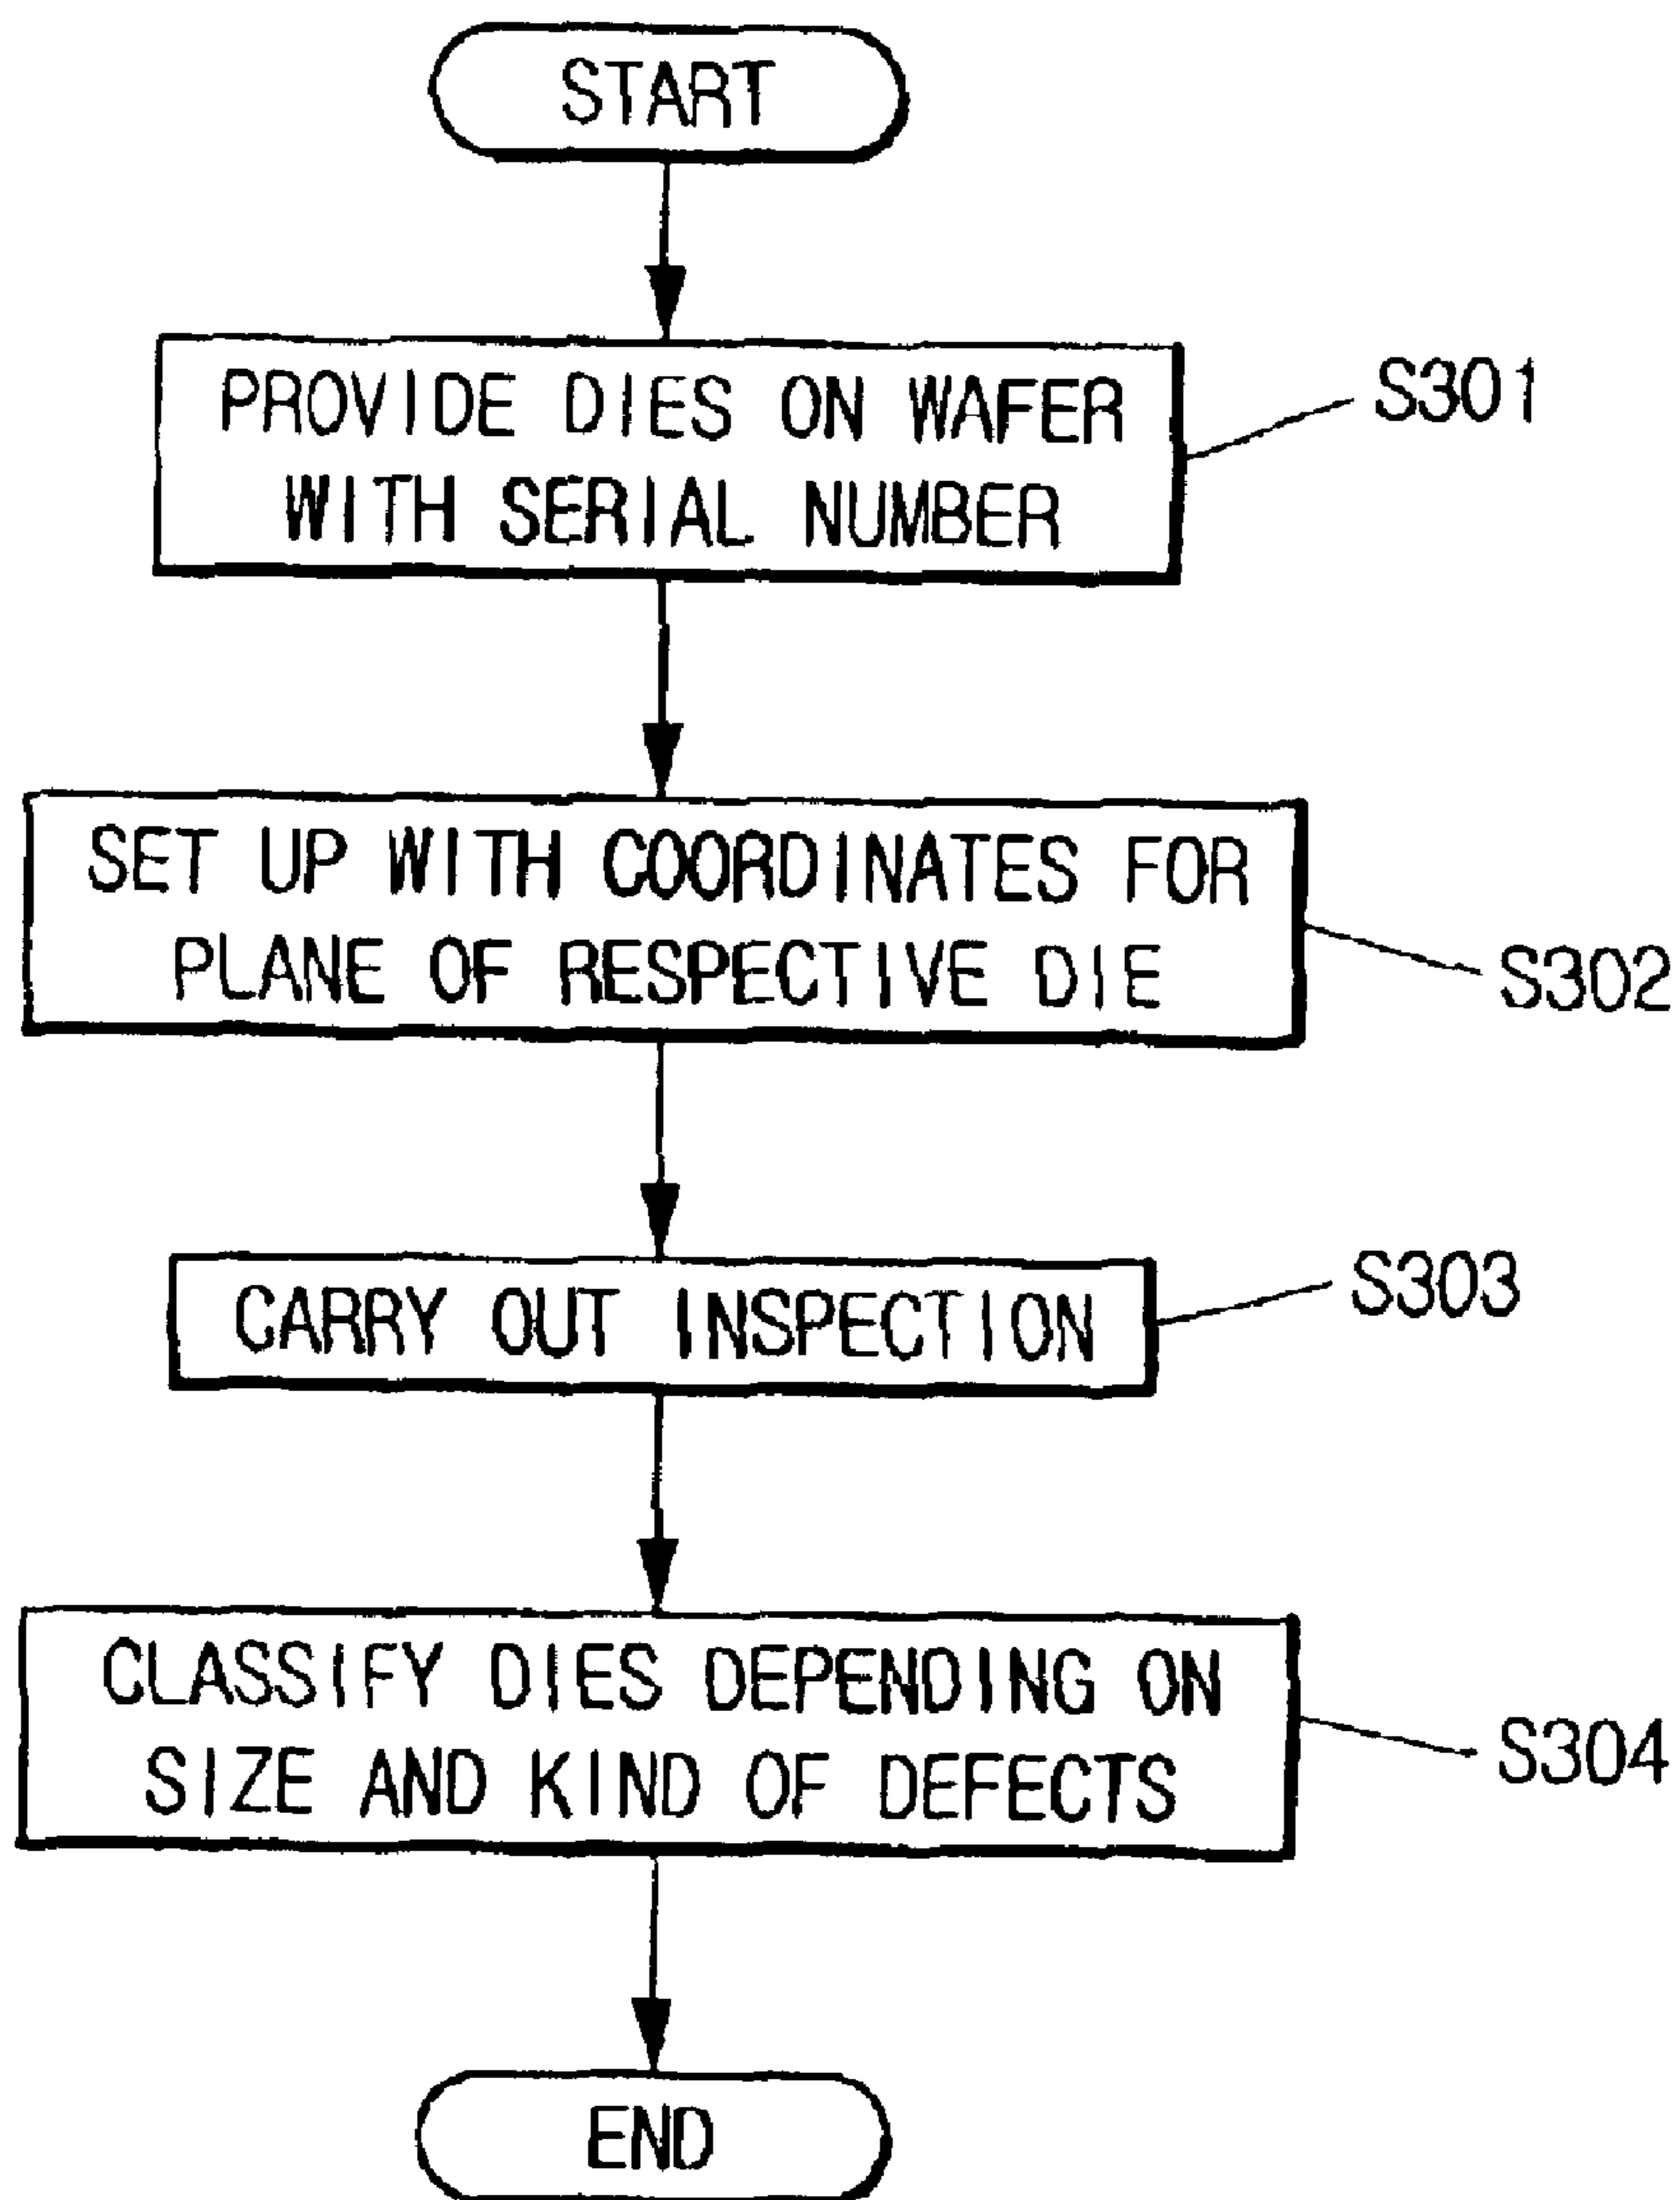 START
PROVIDE DIES ON WAFER
WITH SERIAL NUMBER
S301
SET UP WITH COORDINATES FOR
PLANE OF RESPECTIVE DIE
S302
CARRY OUT INSPECTION
S303
CLASSIFY DIES DEPENDING ON
SIZE AND KIND OF DEFECTS
S304
END